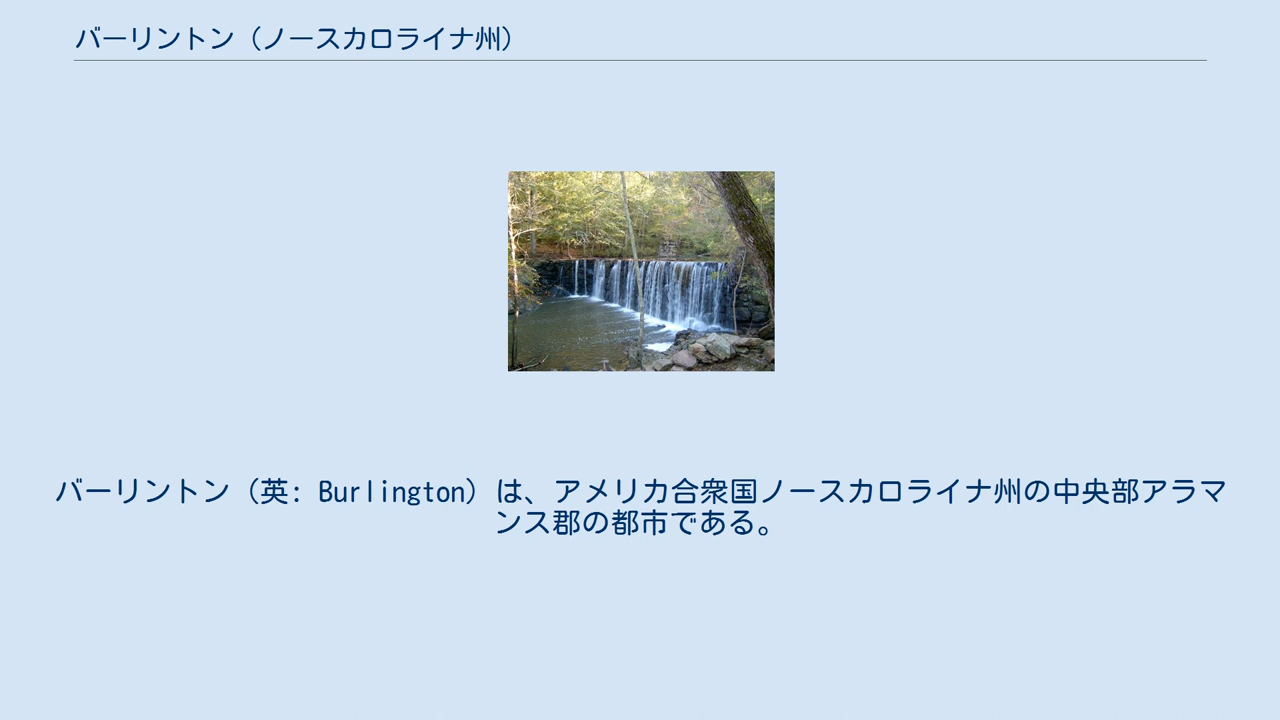 バーリントン（ノースカロライナ州）
バーリントン（英: Burlington）は、アメリカ合衆国ノースカロライナ州の中央部アラマ
ンス郡の都市である。